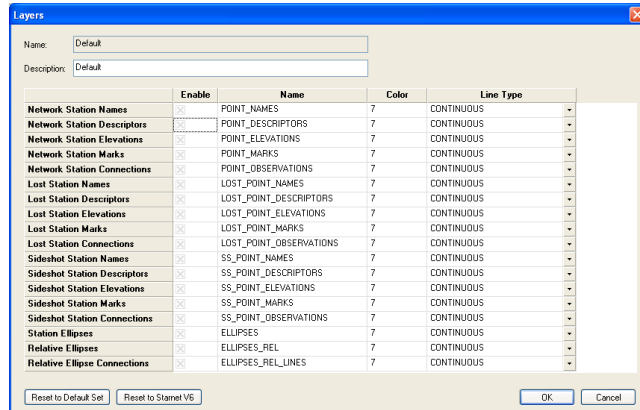 Layers
Name: Default
Description: Default
Enable Name Color Line Type
Network Station Names POINT_NAMES 7 CONTINUOUS
Network Station Descriptors POINT_DESCRIPTORS 7 CONTINUOUS
Network Station Elevations POINT_ELEVATIONS 7 CONTINUOUS
Network Station Marks POINT_MARKS 7 CONTINUOUS
Network Station Connections POINT_OBSERVATIONS 7 CONTINUOUS
Lost Station Names LOST_POINT_NAMES 7 CONTINUOUS
Lost Station Descriptors LOST_POINT_DESCRIPTORS 7 CONTINUOUS
Lost Station Elevations LOST_POINT_ELEVATIONS 7 CONTINUOUS
Lost Station Marks LOST_POINT_MARKS 7 CONTINUOUS
Lost Station Connections LOST_POINT_OBSERVATIONS 7 CONTINUOUS
Sideshot Station Names SS_POINT_NAMES 7 CONTINUOUS
Sideshot Station Descriptors SS_POINT_DESCRIPTORS 7 CONTINUOUS
Sideshot Station Elevations SS_POINT_ELEVATIONS 7 CONTINUOUS
Sideshot Station Marks SS_POINT_MARKS 7 CONTINUOUS
Sideshot Station Connections SS_POINT_OBSERVATIONS 7 CONTINUOUS
Station Ellipses ELLIPSES 7 CONTINUOUS
Relative Ellipses ELLIPSES_REL 7 CONTINUOUS
Relative Ellipse Connections ELLIPSES_REL_LINES 7 CONTINUOUS
Reset to Default Set Reset to Starnet V6 OK Cancel